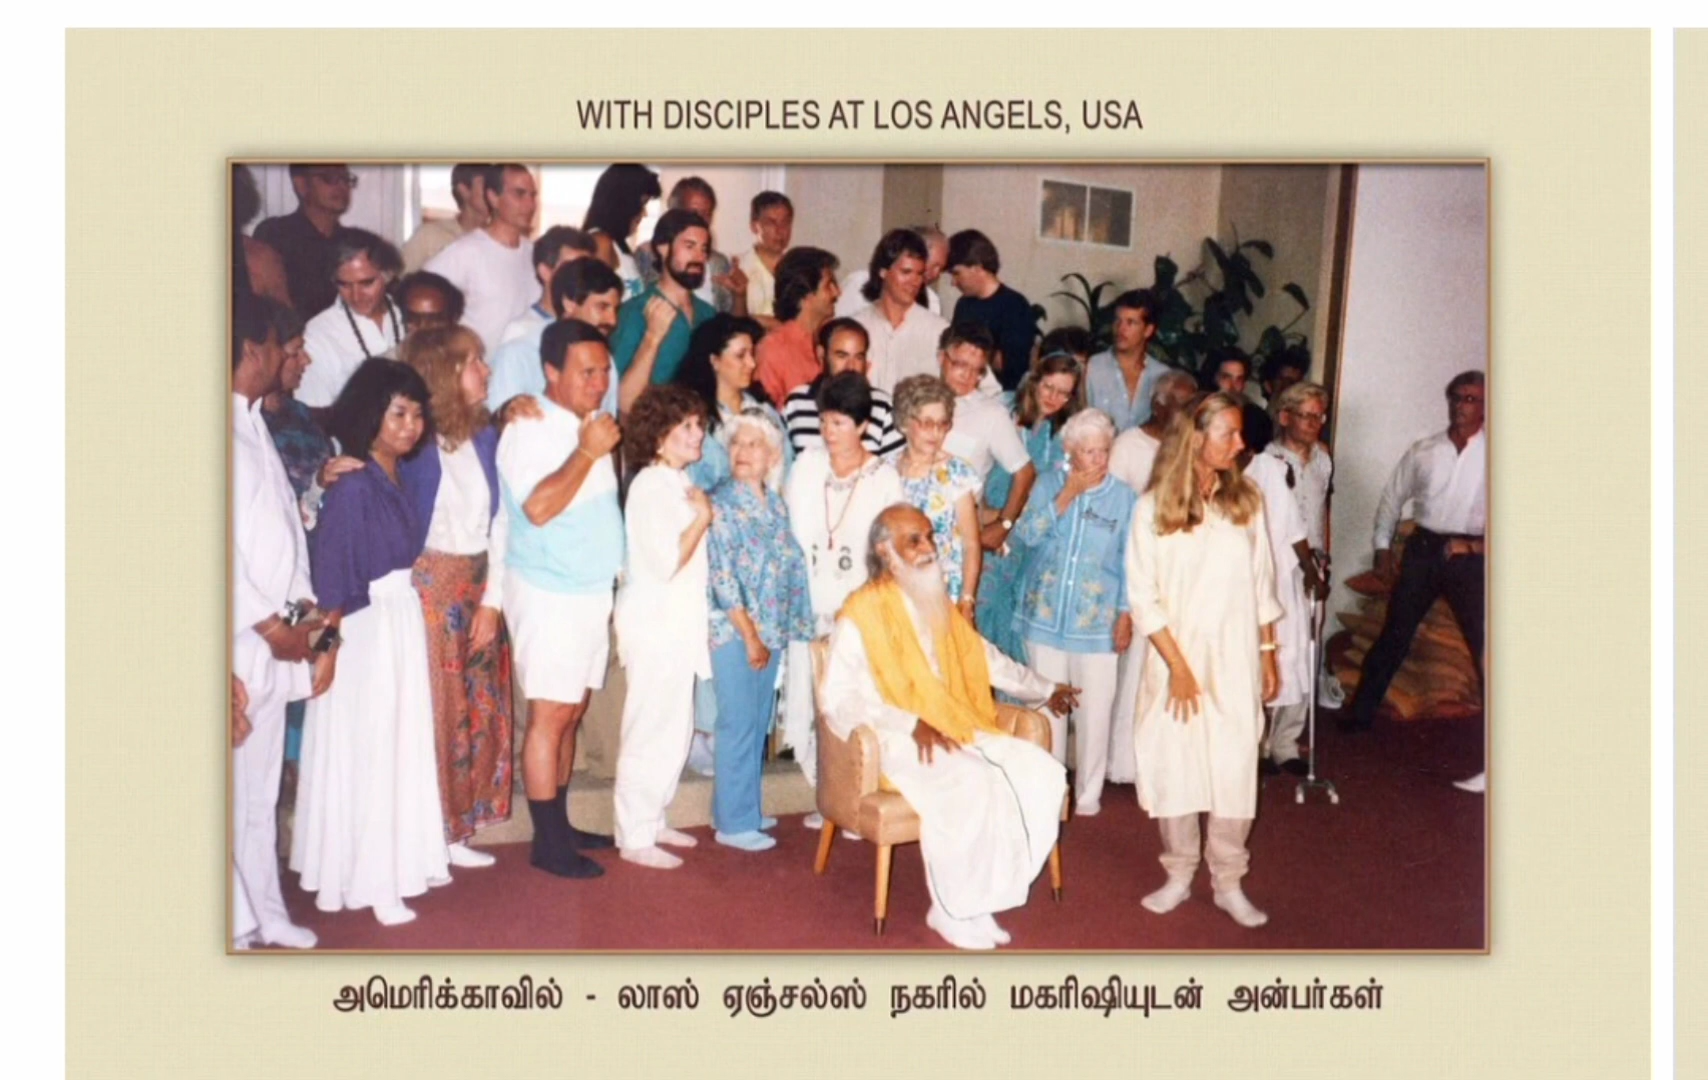 WITH DISCIPLES AT LOS ANGELS, USA
அமெரிக்காவில் - லாஸ் ஏஞ்சல்ஸ் நகரில் மகரிஷியுடன் அன்பர்கள்